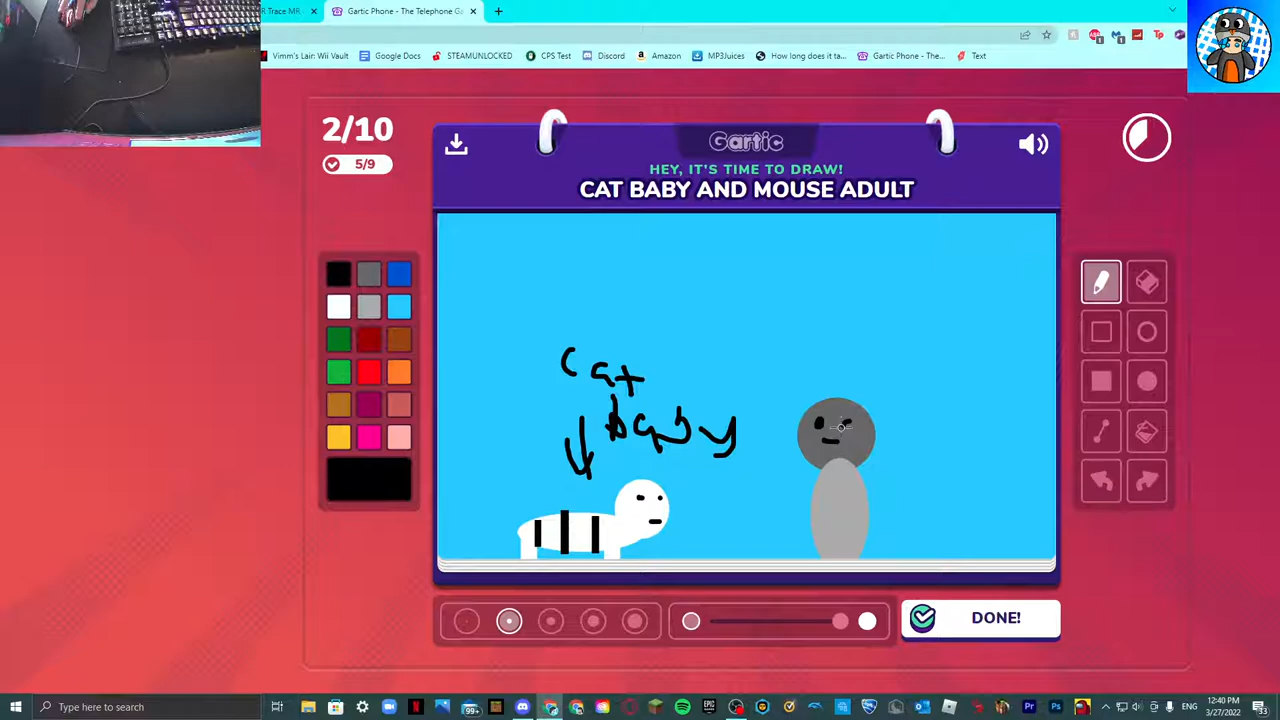 R Trace MR
Gartic Phone - The Telephone Ga
Vimm's Lair: Wii Vault
Google Docs
STEAMUNLOCKED
CPS Test
Discord
Amazon
MP3Juices
How long does it ta...
Gartic Phone - The...
Text
2/10
5/9
Gartic
HEY, IT'S TIME TO DRAW!
CAT BABY AND MOUSE ADULT
cat
baby
DONE!
Type here to search
99+
12:40 PM
3/27/2022